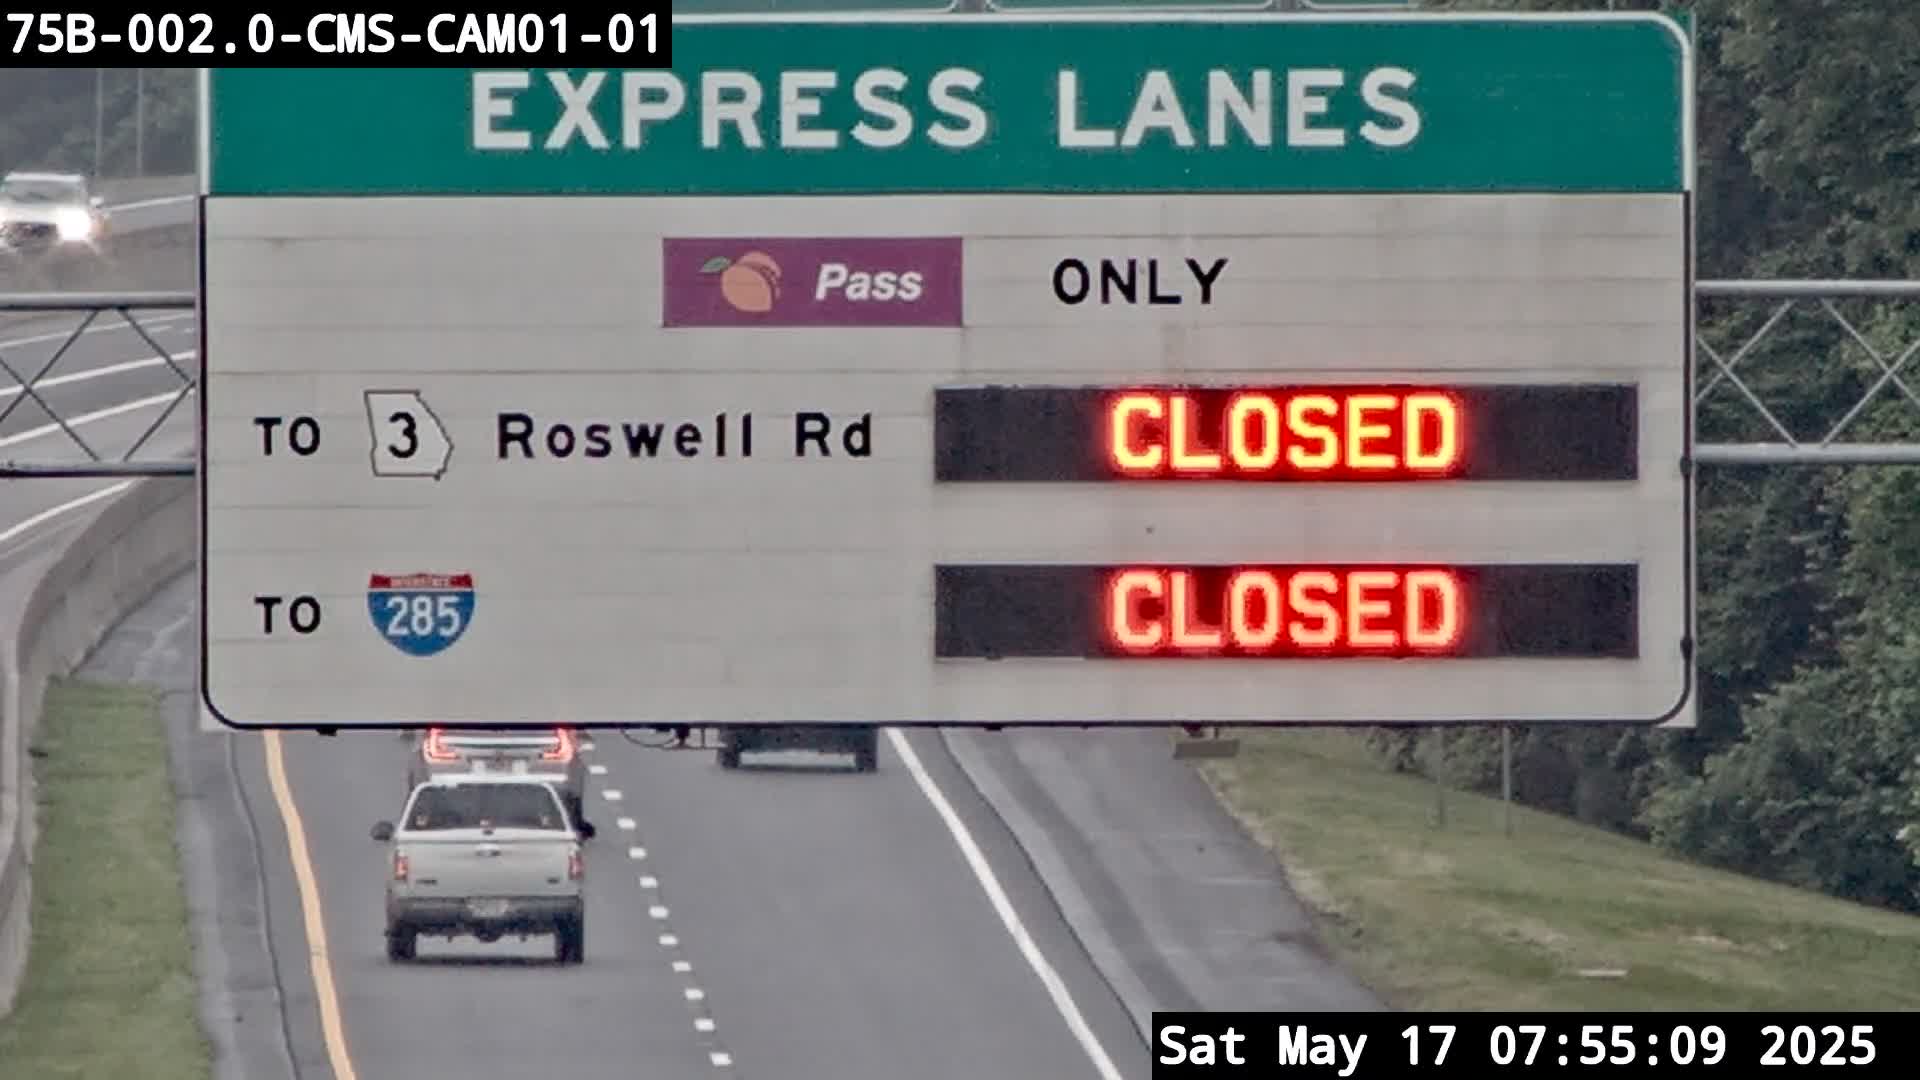 75B-002.0-CMS-CAM01-01
EXPRESS LANES
Pass ONLY
TO 3 Roswell Rd CLOSED
INTERSTATE
TO 285 CLOSED
Sat May 17 07:55:09 2025